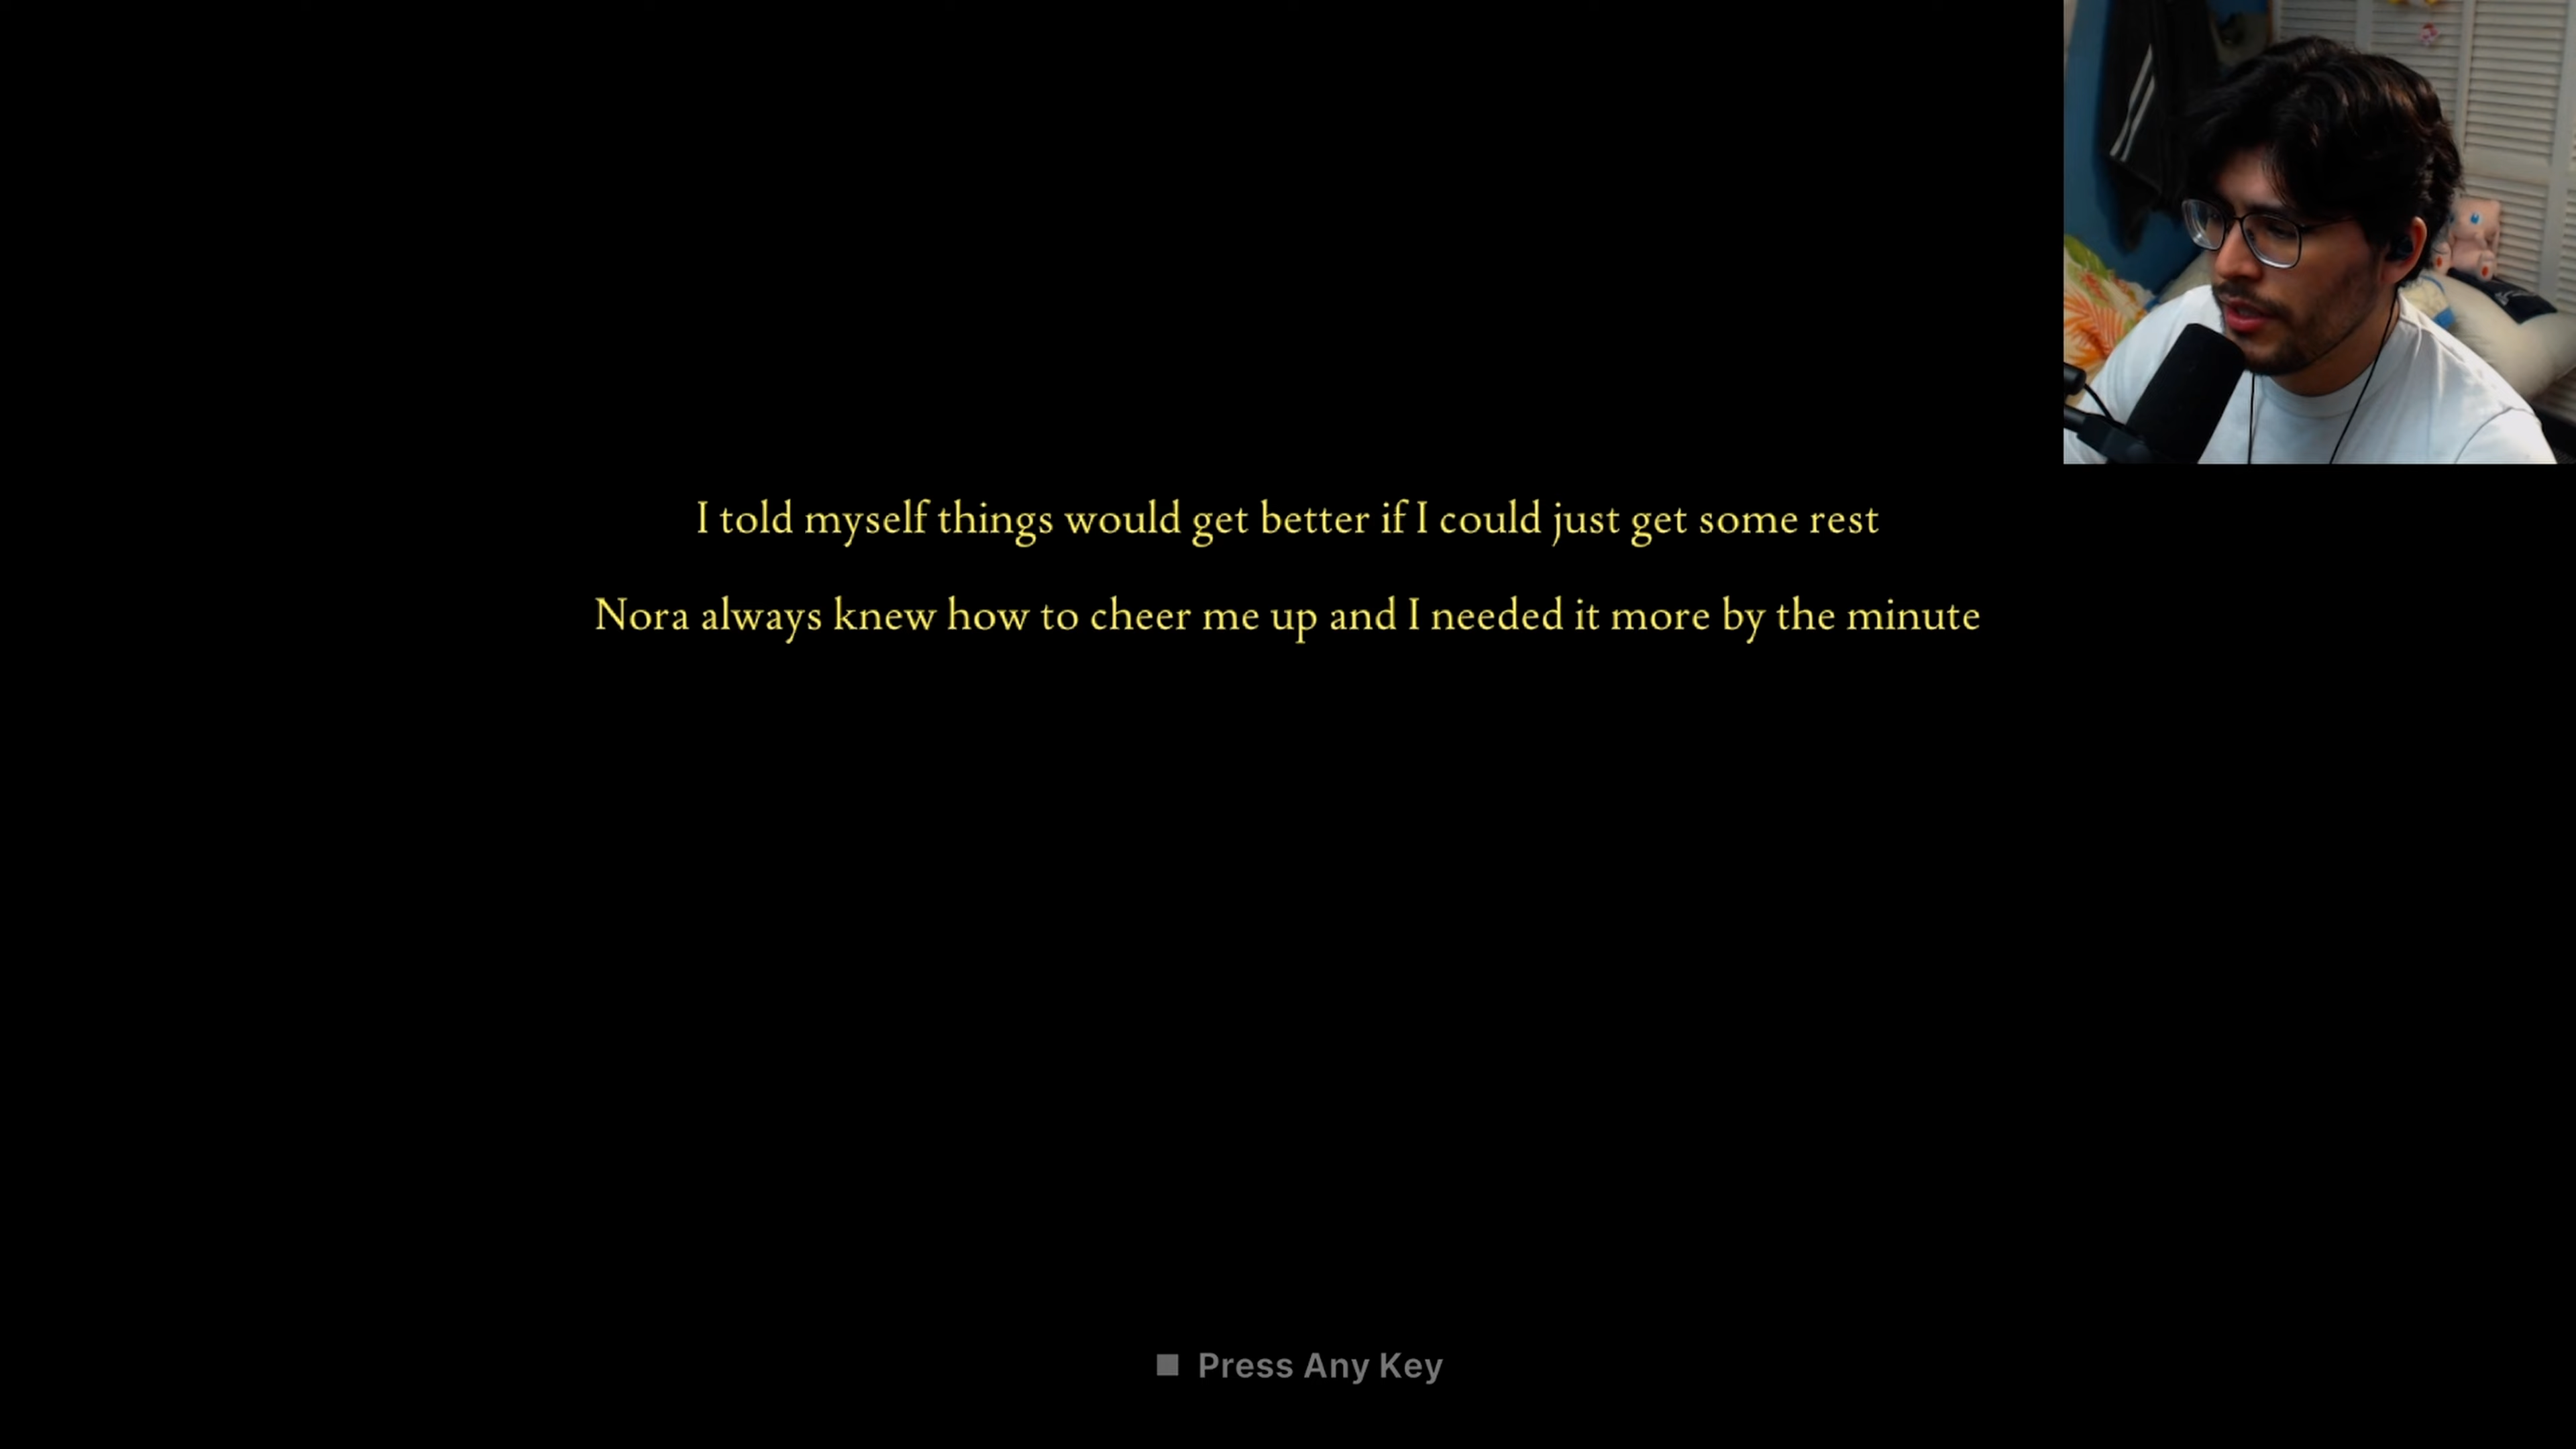 I told myself things would get better if I could just get some rest
Nora always knew how to cheer me up and I needed it more by the minute
Press Any Key